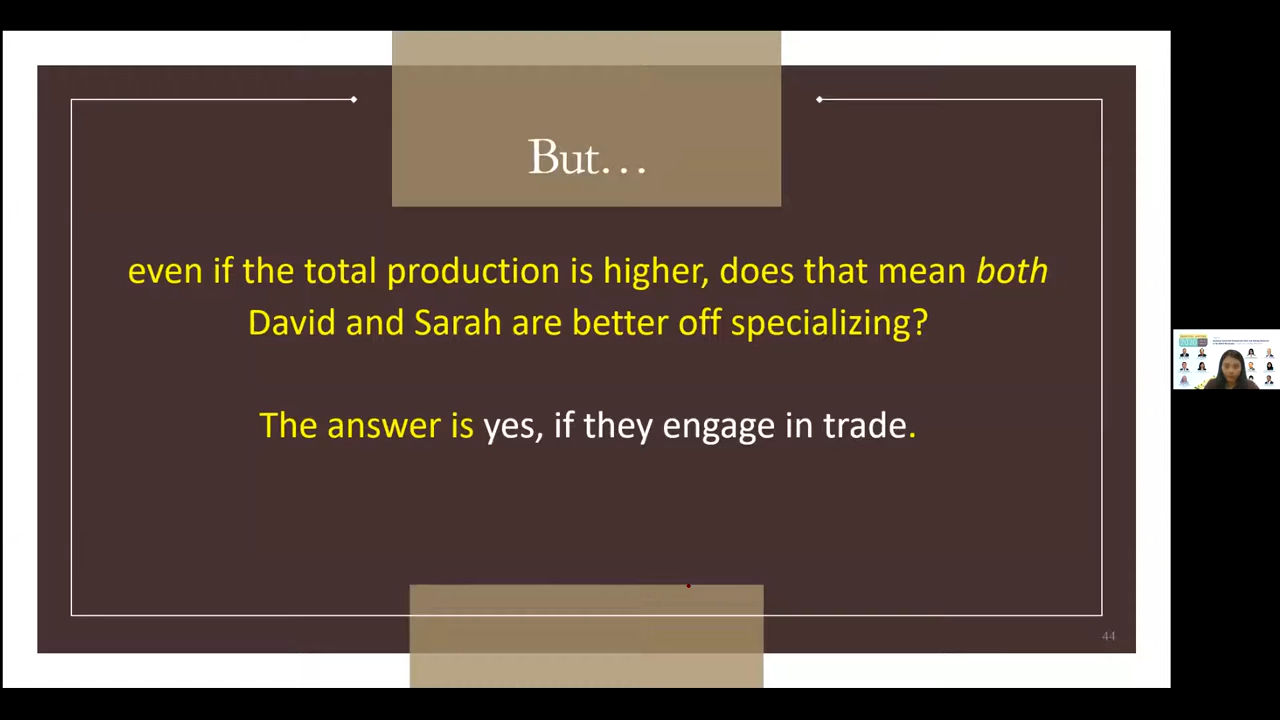 But…
even if the total production is higher, does that mean both
David and Sarah are better off specializing?
The answer is yes, if they engage in trade.
44